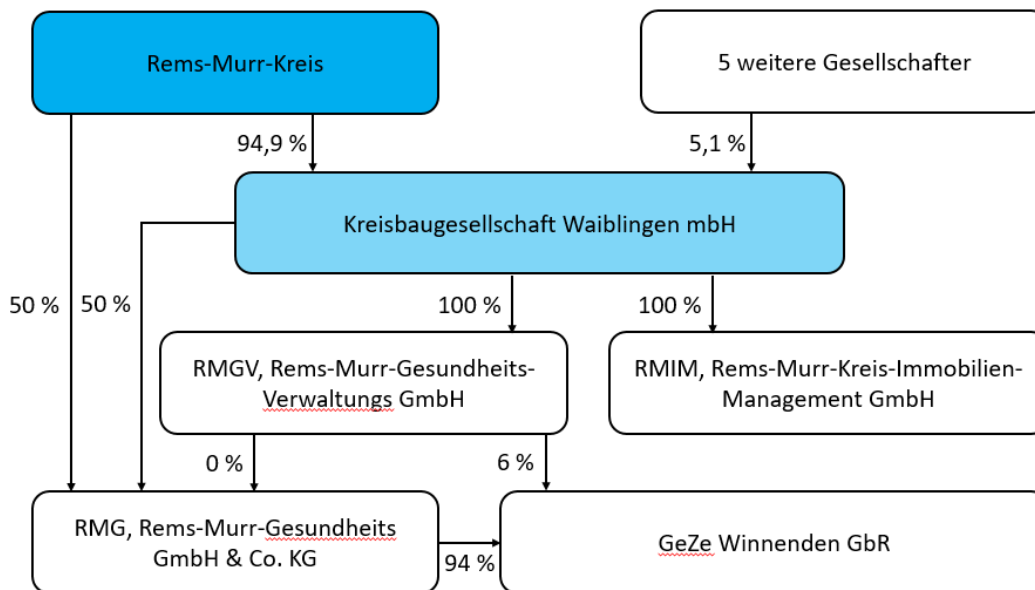 Rems-Murr-Kreis
5 weitere Gesellschafter
94,9 %
5,1 %
Kreisbaugesellschaft Waiblingen mbH
50 %
50 %
100 %
100 %
RMGV, Rems-Murr-Gesundheits-
Verwaltungs GmbH
RMIM, Rems-Murr-Kreis-Immobilien-
Management GmbH
0 %
6 %
RMG, Rems-Murr-Gesundheits
GmbH & Co. KG
94 %
GeZe Winnenden GbR